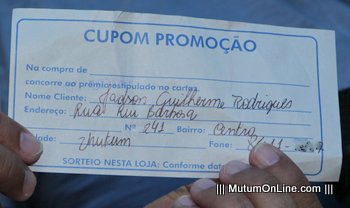 CUPOM PROMOÇÃO
Na compra de
concorre ao prêmio estipulado no cartaz.
Nome Cliente: Jadson Guilherme Rodrigues
Endereço: Rua Rui Barbosa
Nº 241 Bairro: Centro
dade: Mutum Fone:
SORTEIO NESTA LOJA: Conforme data
||| MutumOnLine.com |||